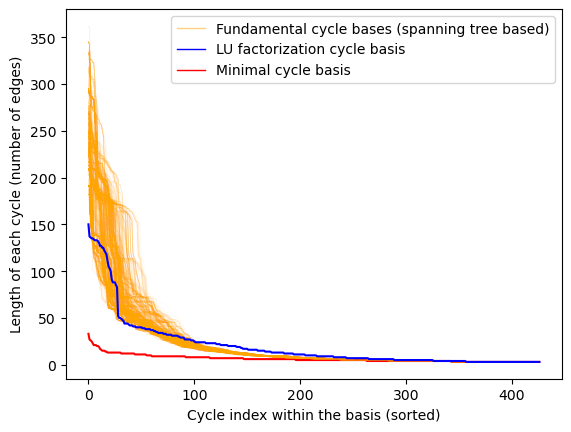 Fundamental cycle bases (spanning tree based)
LU factorization cycle basis
Minimal cycle basis
Length of each cycle (number of edges)
350
300
250
200
150
100
50
0
0 100 200 300 400
Cycle index within the basis (sorted)